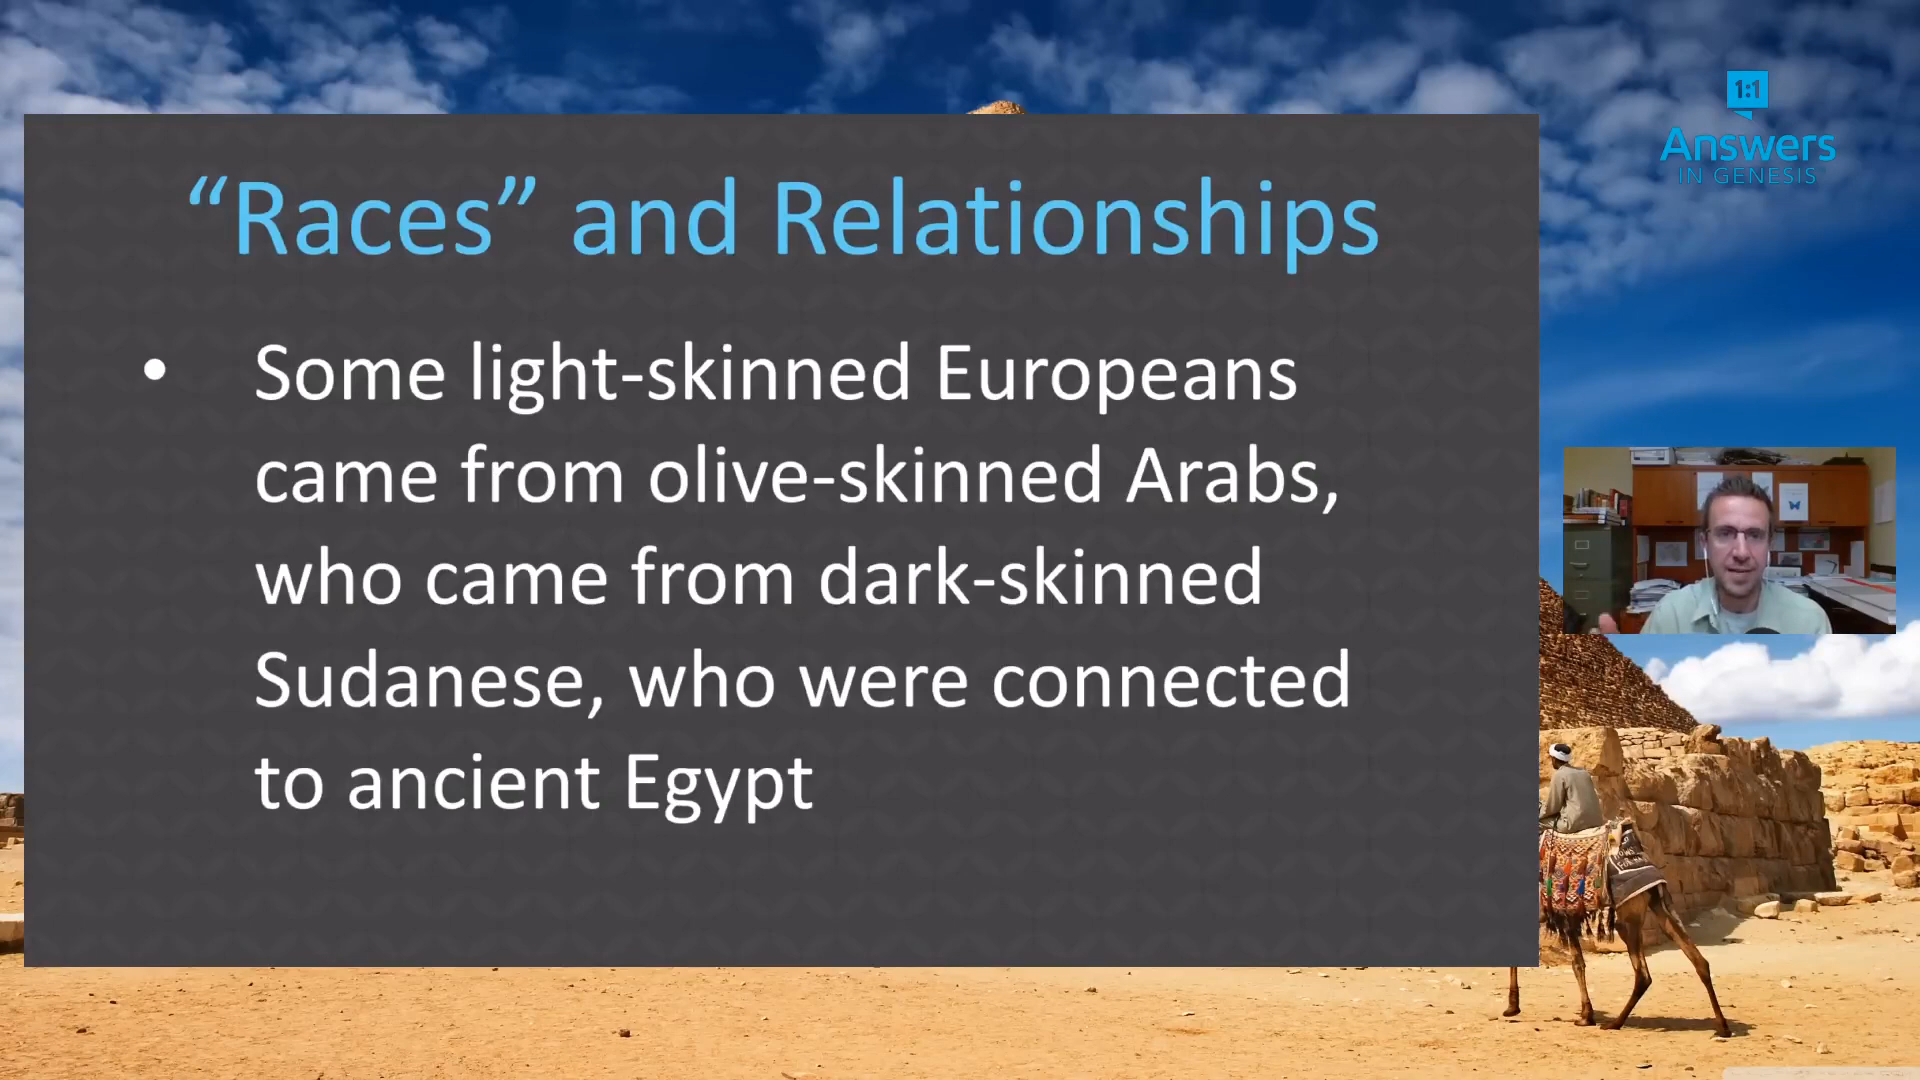 1:1
Answers
IN GENESIS
“Races” and Relationships
• Some light-skinned Europeans
came from olive-skinned Arabs,
who came from dark-skinned
Sudanese, who were connected
to ancient Egypt